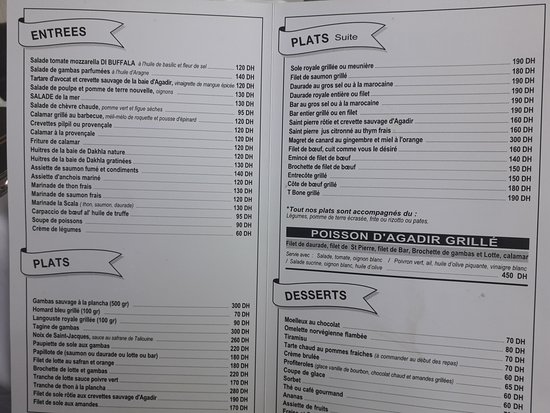 ENTREES
Salade tomate mozzarella DI BUFFALA à l'huile de basilic et fleur de sel 120 DH
Salade de gambas parfumées à l'huile d'Aragne 140 DH
Tartare d'avocat et crevette sauvage de la baie d'Agadir, vinaigrette de mangue épicée 120 DH
Salade de poulpe et pomme de terre nouvelle, oignons 130 DH
SALADE de la mer 130 DH
Salade de chèvre chaude, pomme vert et figue séches 95 DH
Calamar grillé au barbecue, méli-mélo de roquette et pousse d'épinard 130 DH
Crevettes pilpil ou provençale 120 DH
Calamar à la provençale 120 DH
Friture de calamar 120 DH
Huitres de la baie de Dakhla nature 120 DH
Huitres de la baie de Dakhla gratinées 130 DH
Assiette de saumon fumé et condiments 140 DH
Assiette d'anchois mariné 120 DH
Marinade de thon frais 130 DH
Marinade de saumon frais 130 DH
Marinade la Scala (thon, saumon, daurade) 130 DH
Carpaccio de bœuf al' huile de truffe 95 DH
Soupe de poissons 90 DH
Crème de légumes 60 DH
PLATS
Gambas sauvage à la plancha (500 gr) 300 DH
Homard bleu grillé (100 gr) 70 DH
Langouste royale grillée (100 gr) 90 DH
Tagine de gambas 300 DH
Noix de Saint-Jacques, sauce au safran de Taliouine 260 DH
Paupiette de sole aux gambas 220 DH
Papillote de (saumon ou daurade ou lotte ou bar) 180 DH
Filet de lotte au safran et orange 180 DH
Brochette de lotte et gambas 220 DH
Tranche de lotte sauce poivre vert 170 DH
Tranche de thon à la plancha 280 DH
Filet de sole rôtie aux crevettes sauvage d'Agadir 190 DH
Filet de sole aux amandes 170 DH
PLATS Suite
Sole royale grillée ou meunière 190 DH
Filet de saumon grillé 180 DH
Daurade au gros sel ou à la marocaine 190 DH
Daurade royale entière ou filet 190 DH
Bar au gros sel ou à la marocaine 190 DH
Bar entier grillé ou en filet 190 DH
Saint pierre rôtie et crevette sauvage d'Agadir 160 DH
Saint pierre jus citronné au thym frais 160 DH
Magret de canard au gingembre et miel à l'orange 300 DH
Filet de bœuf, cuit comme vous le désiré 160 DH
Emincé de filet de bœuf 140 DH
Brochette de filet de bœuf 150 DH
Entrecôte grillé 150 DH
Côte de bœuf grillé 180 DH
T Bone grillé 190 DH
*Tout nos plats sont accompagnés du :
Légumes, pomme de terre écrasée, frite ou rizotto ou pates.
POISSON D'AGADIR GRILLÉ
Filet de daurade, filet de St Pierre, filet de Bar, Brochette de gambas et Lotte, calamar
Serve avec : Salade, tomate, oignon blanc / Poivron vert, ail, huile d'olive piquante, vinaigre blanc
/ Salade sucrine, oignon blanc, huile d'olive 450 DH
DESSERTS
Moelleux au chocolat 70 DH
Omelette norvégienne flambée 80 DH
Tiramisu 70 DH
Tarte chaud au pommes fraiches (à commander au début des repas) 70 DH
Crème brulée 70 DH
Profiteroles (glace vanille de bourbon, chocolat chaud et amandes grillées) 70 DH
Coupe de glace 60 DH
Sorbet 65 DH
Thé ou café gourmand 70 DH
Ananas 60 DH
Assiette de fruits